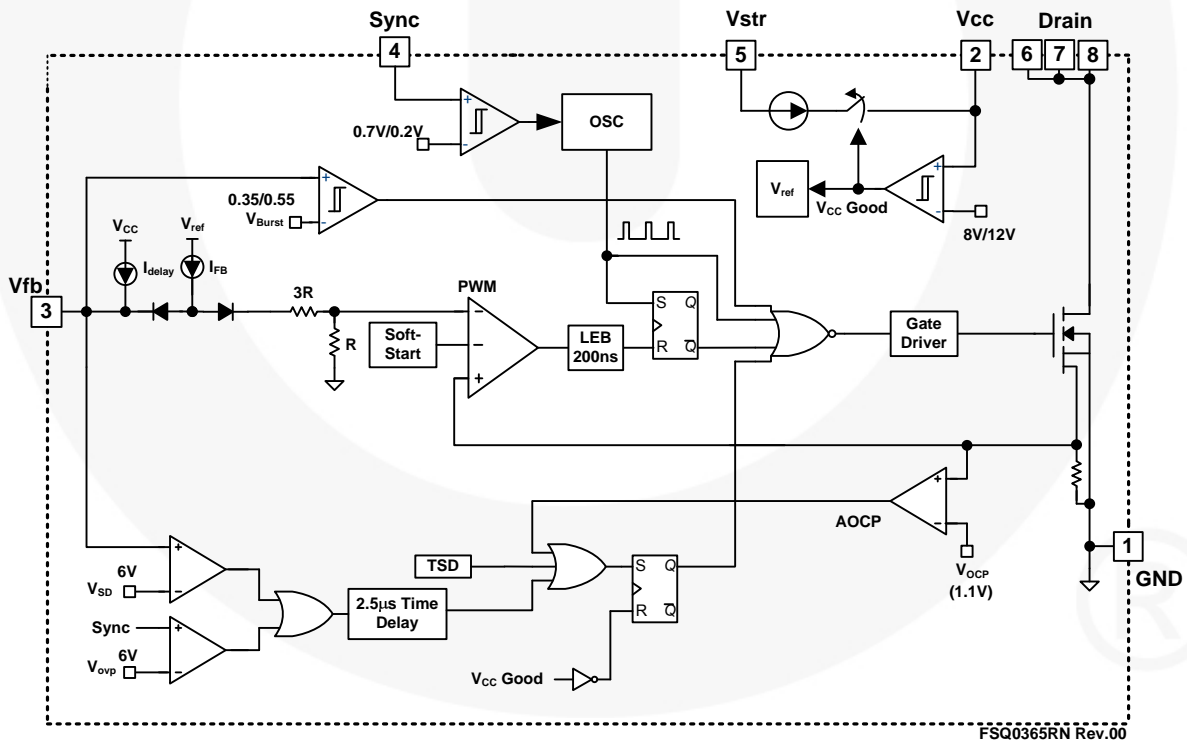 Sync
Vstr
Vcc
Drain
4
5
2
6
7
8
+
-
0.7V/0.2V
OSC
+
-
0.35/0.55
VBurst
Vref
VCC Good
+
-
8V/12V
VCC
Vref
Idelay
IFB
Vfb
3
3R
R
PWM
Soft-
Start
−
−
+
LEB
200ns
S
Q
R
Q
Gate
Driver
AOCP
+
-
VOCP
(1.1V)
1
GND
TSD
S
Q
R
Q
+
-
6V
VSD
2.5μs Time
Delay
Sync
+
-
6V
Vovp
VCC Good
FSQ0365RN Rev.00
®